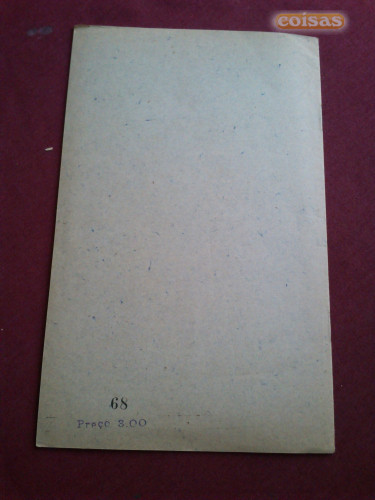 coisas
68
Preço 3.00